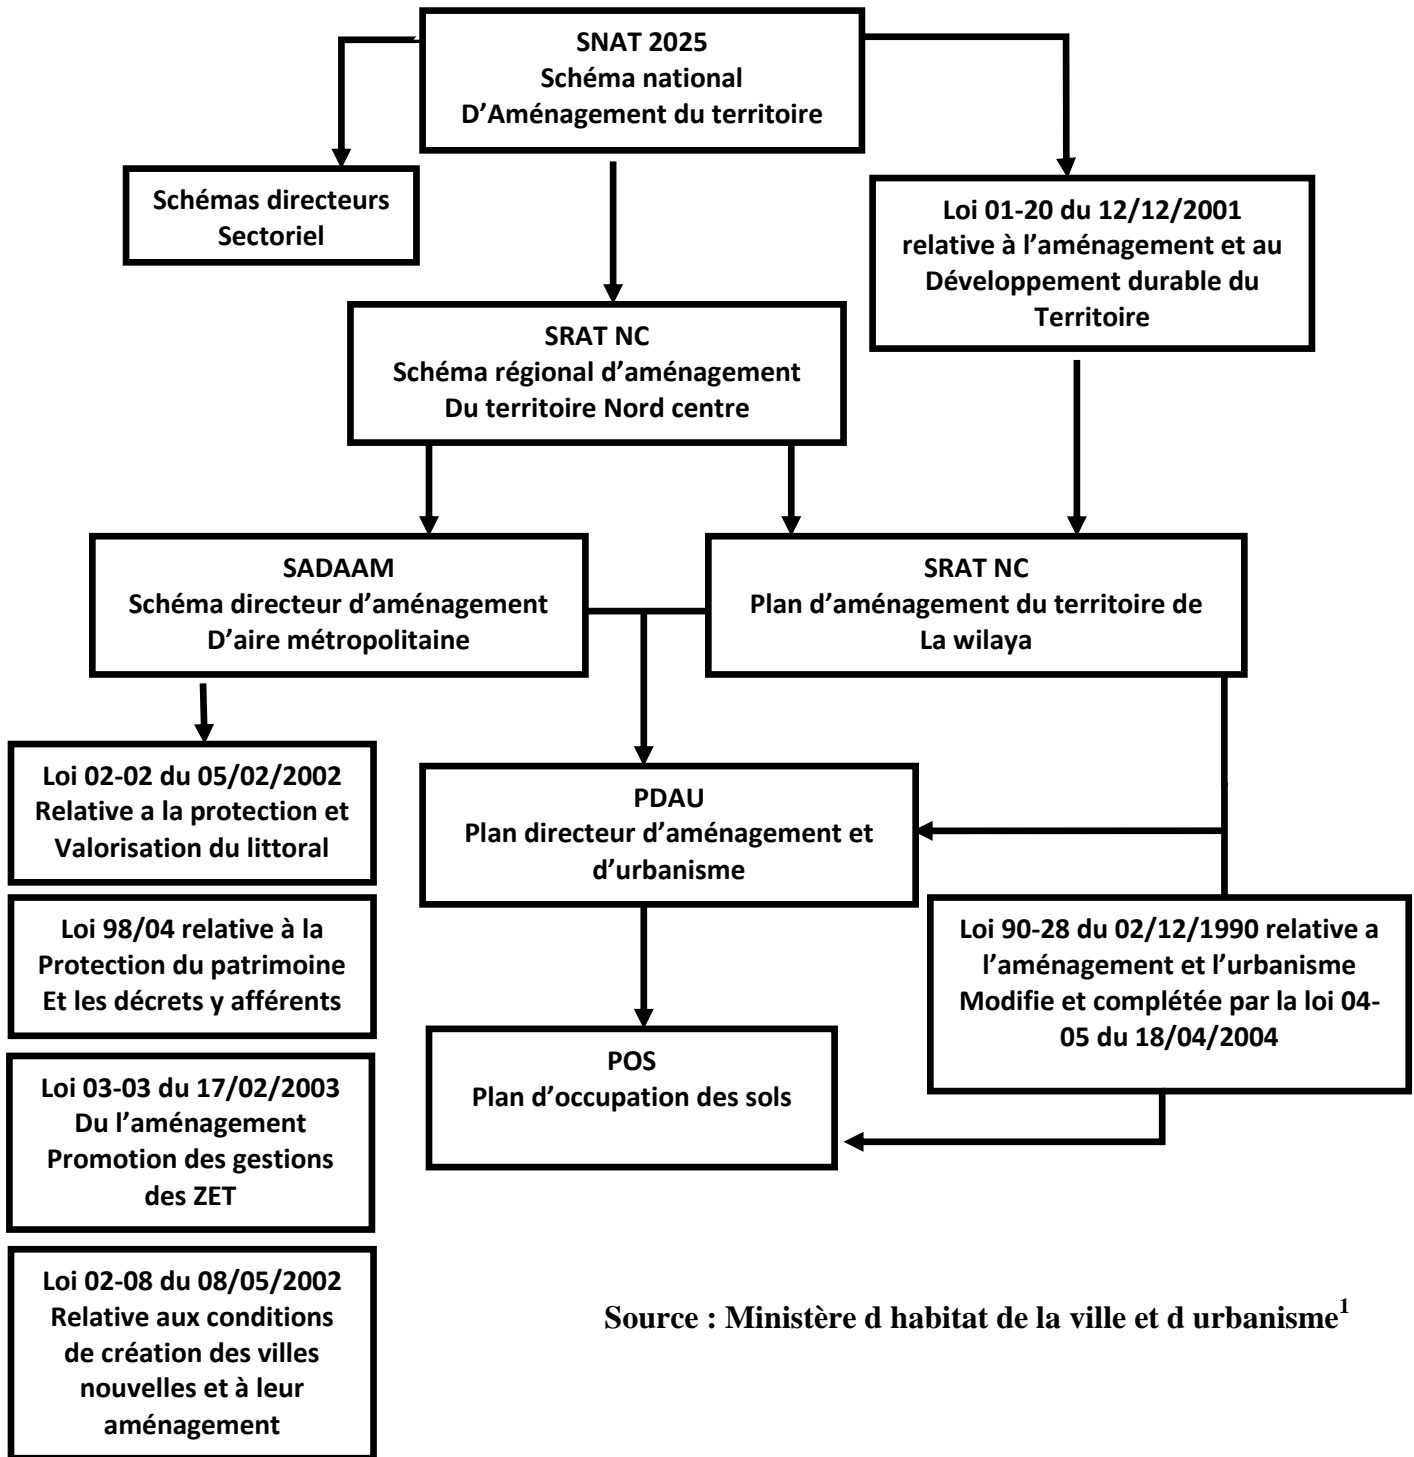 SNAT 2025
Schéma national
D’Aménagement du territoire
Schémas directeurs
Sectoriel
Loi 01-20 du 12/12/2001
relative à l’aménagement et au
Développement durable du
Territoire
SRAT NC
Schéma régional d’aménagement
Du territoire Nord centre
SADAAM
Schéma directeur d’aménagement
D’aire métropolitaine
SRAT NC
Plan d’aménagement du territoire de
La wilaya
Loi 02-02 du 05/02/2002
Relative a la protection et
Valorisation du littoral
PDAU
Plan directeur d’aménagement et
d’urbanisme
Loi 98/04 relative à la
Protection du patrimoine
Et les décrets y afférents
Loi 90-28 du 02/12/1990 relative a
l’aménagement et l’urbanisme
Modifie et complétée par la loi 04-
05 du 18/04/2004
POS
Plan d’occupation des sols
Loi 03-03 du 17/02/2003
Du l’aménagement
Promotion des gestions
des ZET
Loi 02-08 du 08/05/2002
Relative aux conditions
de création des villes
nouvelles et à leur
aménagement
Source : Ministère d habitat de la ville et d urbanisme¹